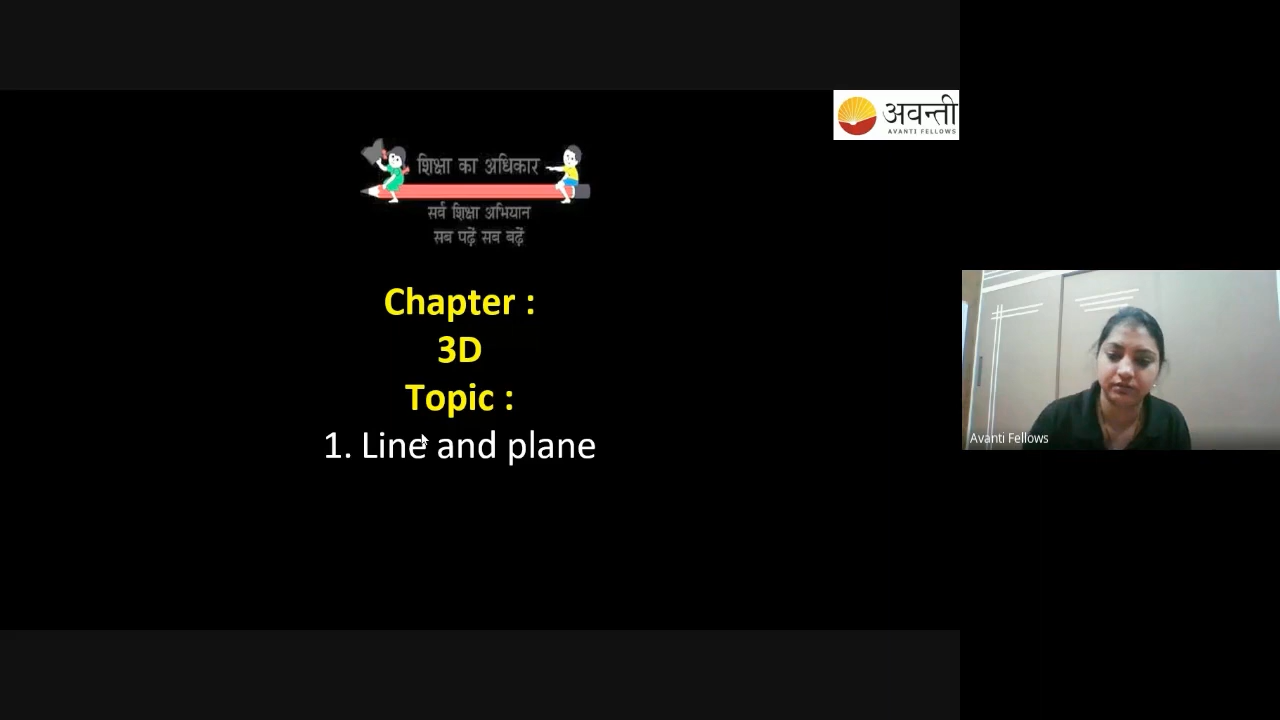 अवन्ती
AVANTI FELLOWS
शिक्षा का अधिकार
सर्व शिक्षा अभियान
सब पढ़ें सब बढ़ें
Chapter :
3D
Topic :
1. Line and plane
Avanti Fellows